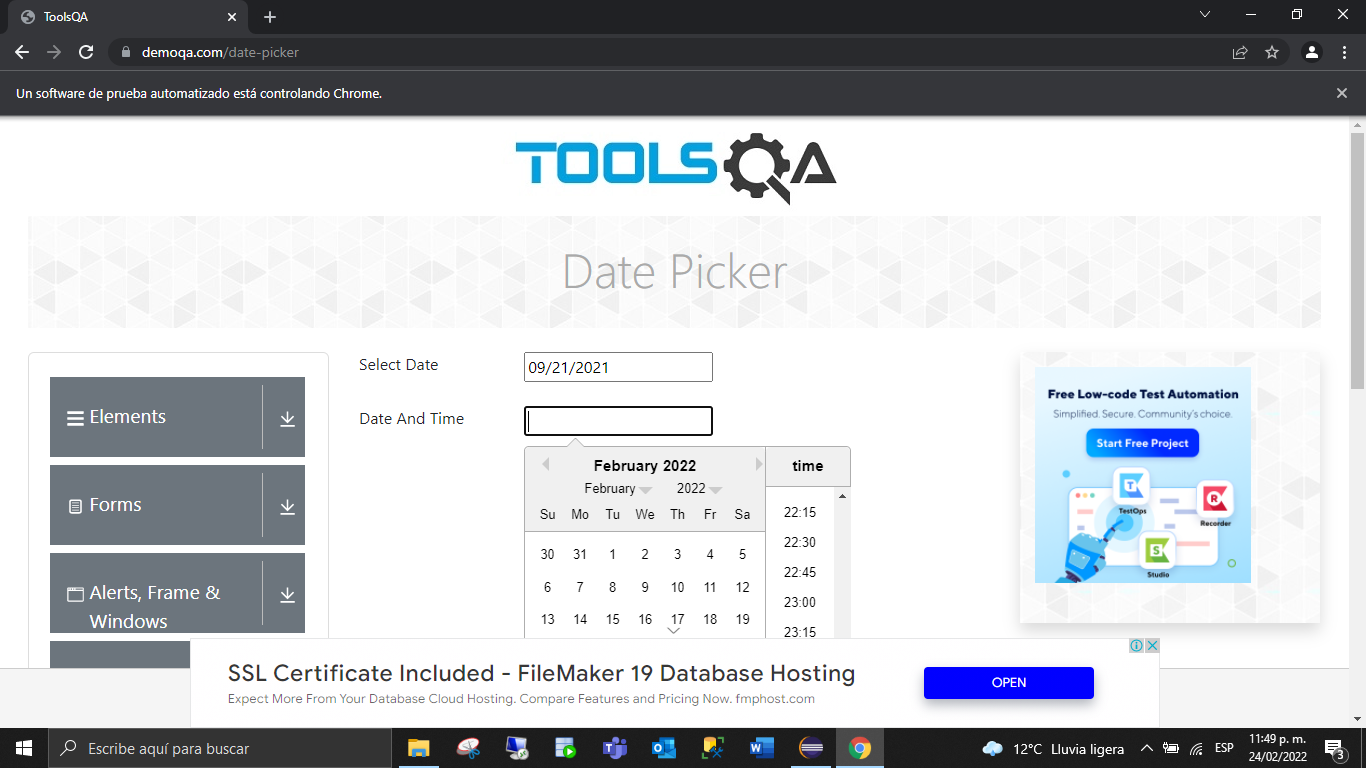 ToolsQA
demoqa.com/date-picker
Un software de prueba automatizado está controlando Chrome.
TOOLSQA
Date Picker
Select Date
09/21/2021
Date And Time
Elements
Forms
Alerts, Frame &
Windows
February 2022
February 2022
Su Mo Tu We Th Fr Sa
30 31 1 2 3 4 5
6 7 8 9 10 11 12
13 14 15 16 17 18 19
time
22:15
22:30
22:45
23:00
23:15
Free Low-code Test Automation
Simplified. Secure. Community's choice.
Start Free Project
TestOps
Recorder
Studio
SSL Certificate Included - FileMaker 19 Database Hosting
Expect More From Your Database Cloud Hosting. Compare Features and Pricing Now. fmphost.com
OPEN
Escribe aquí para buscar
12°C Lluvia ligera
ESP
11:49 p. m.
24/02/2022
3